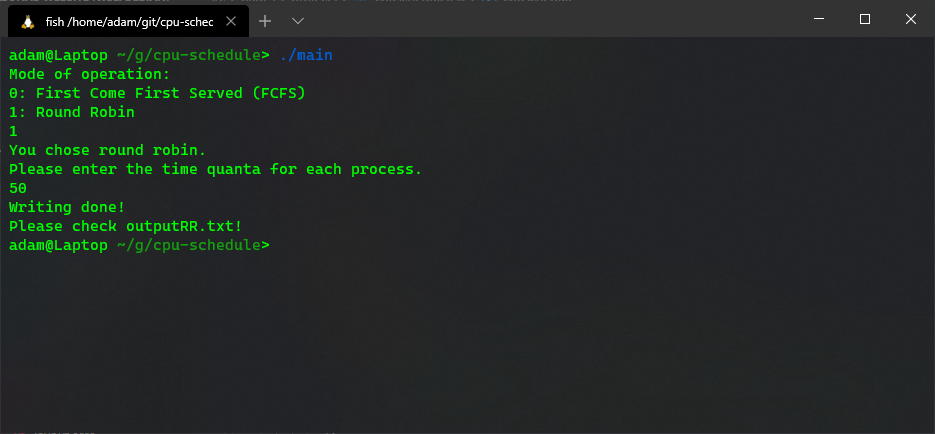 fish /home/adam/git/cpu-schec
adam@Laptop ~/g/cpu-schedule> ./main
Mode of operation:
0: First Come First Served (FCFS)
1: Round Robin
1
You chose round robin.
Please enter the time quanta for each process.
50
Writing done!
Please check outputRR.txt!
adam@Laptop ~/g/cpu-schedule>